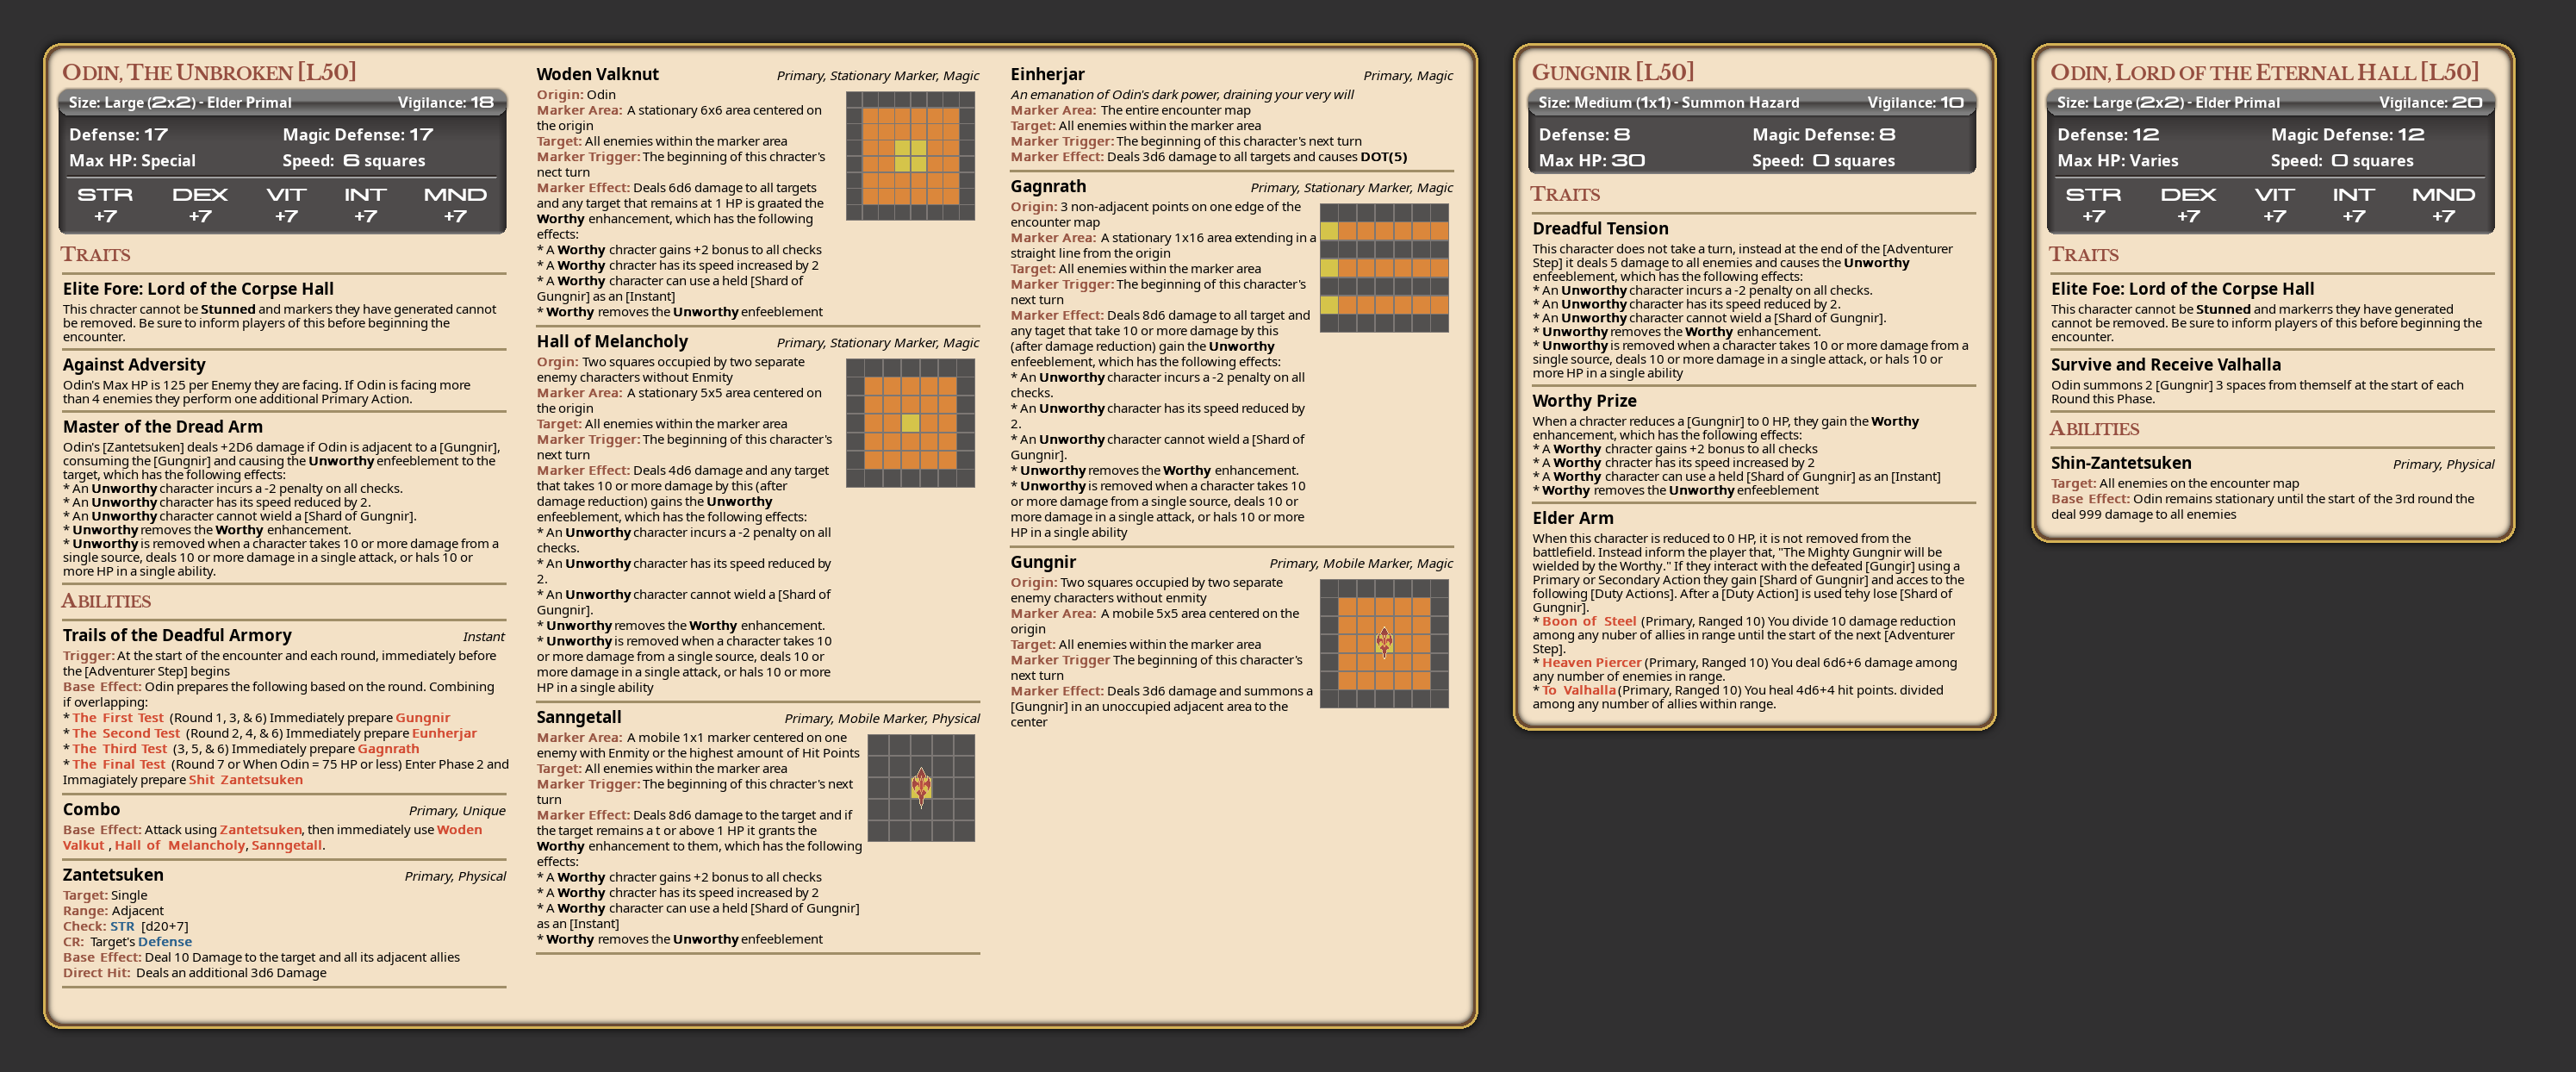 ODIN, THE UNBROKEN [L50]
Size: Large (2x2) - Elder Primal Vigilance: 18
Defense: 17 Magic Defense: 17
Max HP: Special Speed: 6 squares
STR DEX VIT INT MND
+7 +7 +7 +7 +7
TRAITS
Elite Fore: Lord of the Corpse Hall
This chracter cannot be Stunned and markers they have generated cannot
be removed. Be sure to inform players of this before beginning the
encounter.
Against Adversity
Odin's Max HP is 125 per Enemy they are facing. If Odin is facing more
than 4 enemies they perform one additional Primary Action.
Master of the Dread Arm
Odin's [Zantetsuken] deals +2D6 damage if Odin is adjacent to a [Gungnir],
consuming the [Gungnir] and causing the Unworthy enfeeblement to the
target, which has the following effects:
* An Unworthy character incurs a -2 penalty on all checks.
* An Unworthy character has its speed reduced by 2.
* An Unworthy character cannot wield a [Shard of Gungnir].
* Unworthy removes the Worthy enhancement.
* Unworthy is removed when a character takes 10 or more damage from a
single source, deals 10 or more damage in a single attack, or hals 10 or
more HP in a single ability.
ABILITIES
Trails of the Deadful Armory Instant
Trigger: At the start of the encounter and each round, immediately before
the [Adventurer Step] begins
Base Effect: Odin prepares the following based on the round. Combining
if overlapping:
* The First Test (Round 1, 3, & 6) Immediately prepare Gungnir
* The Second Test (Round 2, 4, & 6) Immediately prepare Eunherjar
* The Third Test (3, 5, & 6) Immediately prepare Gagnrath
* The Final Test (Round 7 or When Odin = 75 HP or less) Enter Phase 2 and
Immagiately prepare Shit Zantetsuken
Combo Primary, Unique
Base Effect: Attack using Zantetsuken, then immediately use Woden
Valkut , Hall of Melancholy, Sanngetall.
Zantetsuken Primary, Physical
Target: Single
Range: Adjacent
Check: STR [d20+7]
CR: Target's Defense
Base Effect: Deal 10 Damage to the target and all its adjacent allies
Direct Hit: Deals an additional 3d6 Damage
Woden Valknut Primary, Stationary Marker, Magic
Origin: Odin
Marker Area: A stationary 6x6 area centered on
the origin
Target: All enemies within the marker area
Marker Trigger: The beginning of this chracter's
nect turn
Marker Effect: Deals 6d6 damage to all targets
and any target that remains at 1 HP is graated the
Worthy enhancement, which has the following
effects:
* A Worthy chracter gains +2 bonus to all checks
* A Worthy chracter has its speed increased by 2
* A Worthy chracter can use a held [Shard of
Gungnir] as an [Instant]
* Worthy removes the Unworthy enfeeblement
Hall of Melancholy Primary, Stationary Marker, Magic
Orgin: Two squares occupied by two separate
enemy characters without Enmity
Marker Area: A stationary 5x5 area centered on
the origin
Target: All enemies within the marker area
Marker Trigger: The beginning of this character's
next turn
Marker Effect: Deals 4d6 damage and any target
that takes 10 or more damage by this (after
damage reduction) gains the Unworthy
enfeeblement, which has the following effects:
* An Unworthy character incurs a -2 penalty on all
checks.
* An Unworthy character has its speed reduced by
2.
* An Unworthy character cannot wield a [Shard of
Gungnir].
* Unworthy removes the Worthy enhancement.
* Unworthy is removed when a character takes 10
or more damage from a single source, deals 10 or
more damage in a single attack, or hals 10 or more
HP in a single ability
Sanngetall Primary, Mobile Marker, Physical
Marker Area: A mobile 1x1 marker centered on one
enemy with Enmity or the highest amount of Hit Points
Target: All enemies within the marker area
Marker Trigger: The beginning of this chracter's next
turn
Marker Effect: Deals 8d6 damage to the target and if
the target remains a t or above 1 HP it grants the
Worthy enhancement to them, which has the following
effects:
* A Worthy chracter gains +2 bonus to all checks
* A Worthy chracter has its speed increased by 2
* A Worthy character can use a held [Shard of Gungnir]
as an [Instant]
* Worthy removes the Unworthy enfeeblement
Einherjar Primary, Magic
An emanation of Odin's dark power, draining your very will
Marker Area: The entire encounter map
Target: All enemies within the marker area
Marker Trigger: The beginning of this character's next turn
Marker Effect: Deals 3d6 damage to all targets and causes DOT(5)
Gagnrath Primary, Stationary Marker, Magic
Origin: 3 non-adjacent points on one edge of the
encounter map
Marker Area: A stationary 1x16 area extending in a
straight line from the origin
Target: All enemies within the marker area
Marker Trigger: The beginning of this character's
next turn
Marker Effect: Deals 8d6 damage to all target and
any taget that take 10 or more damage by this
(after damage reduction) gain the Unworthy
enfeeblement, which has the following effects:
* An Unworthy character incurs a -2 penalty on all
checks.
* An Unworthy character has its speed reduced by
2.
* An Unworthy character cannot wield a [Shard of
Gungnir].
* Unworthy removes the Worthy enhancement.
* Unworthy is removed when a character takes 10
or more damage from a single source, deals 10 or
more damage in a single attack, or hals 10 or more
HP in a single ability
Gungnir Primary, Mobile Marker, Magic
Origin: Two squares occupied by two separate
enemy characters without enmity
Marker Area: A mobile 5x5 area centered on the
origin
Target: All enemies within the marker area
Marker Trigger The beginning of this character's
next turn
Marker Effect: Deals 3d6 damage and summons a
[Gungnir] in an unoccupied adjacent area to the
center
GUNGNIR [L50]
Size: Medium (1x1) - Summon Hazard Vigilance: 10
Defense: 8 Magic Defense: 8
Max HP: 30 Speed: 0 squares
TRAITS
Dreadful Tension
This character does not take a turn, instead at the end of the [Adventurer
Step] it deals 5 damage to all enemies and causes the Unworthy
enfeeblement, which has the following effects:
* An Unworthy character incurs a -2 penalty on all checks.
* An Unworthy character has its speed reduced by 2.
* An Unworthy character cannot wield a [Shard of Gungnir].
* Unworthy removes the Worthy enhancement.
* Unworthy is removed when a character takes 10 or more damage from a
single source, deals 10 or more damage in a single attack, or hals 10 or
more HP in a single ability
Worthy Prize
When a chracter reduces a [Gungnir] to 0 HP, they gain the Worthy
enhancement, which has the following effects:
* A Worthy chracter gains +2 bonus to all checks
* A Worthy chracter has its speed increased by 2
* A Worthy chracter can use a held [Shard of Gungnir] as an [Instant]
* Worthy removes the Unworthy enfeeblement
Elder Arm
When this character is reduced to 0 HP, it is not removed from the
battlefield. Instead inform the player that, "The Mighty Gungnir will be
wielded by the Worthy." If they interact with the defeated [Gungir] using a
Primary or Secondary Action they gain [Shard of Gungnir] and acces to the
following [Duty Actions]. After a [Duty Action] is used tehy lose [Shard of
Gungnir].
* Boon of Steel (Primary, Ranged 10) You divide 10 damage reduction
among any nuber of allies in range until the start of the next [Adventurer
Step].
* Heaven Piercer (Primary, Ranged 10) You deal 6d6+6 damage among
any number of enemies in range.
* To Valhalla (Primary, Ranged 10) You heal 4d6+4 hit points. divided
among any number of allies within range.
ODIN, LORD OF THE ETERNAL HALL [L50]
Size: Large (2x2) - Elder Primal Vigilance: 20
Defense: 12 Magic Defense: 12
Max HP: Varies Speed: 0 squares
STR DEX VIT INT MND
+7 +7 +7 +7 +7
TRAITS
Elite Foe: Lord of the Corpse Hall
This character cannot be Stunned and markerrs they have generated
cannot be removed. Be sure to inform players of this before beginning the
encounter.
Survive and Receive Valhalla
Odin summons 2 [Gungnir] 3 spaces from themself at the start of each
Round this Phase.
ABILITIES
Shin-Zantetsuken Primary, Physical
Target: All enemies on the encounter map
Base Effect: Odin remains stationary until the start of the 3rd round the
deal 999 damage to all enemies